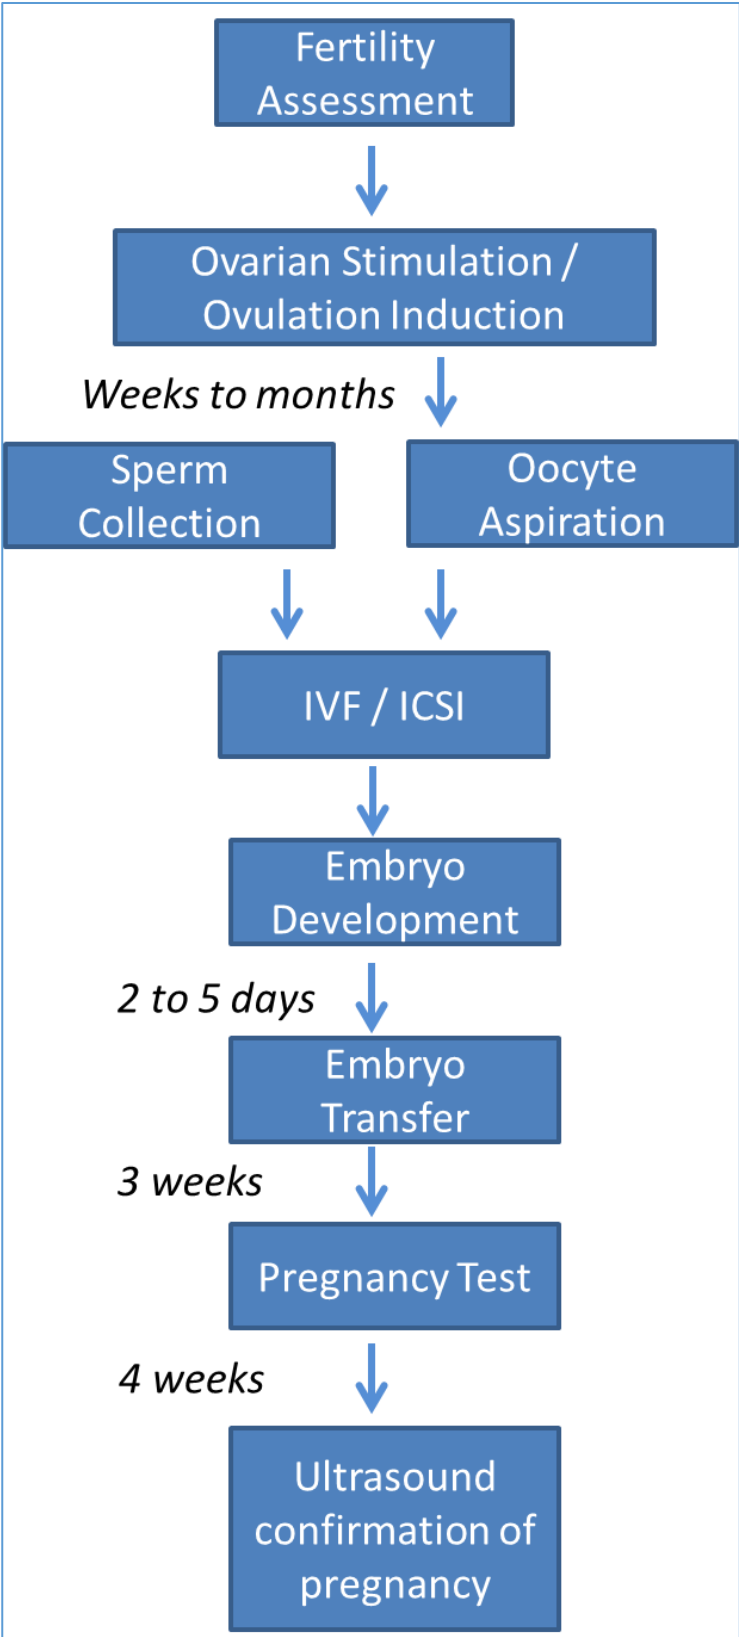 Fertility
Assessment
Ovarian Stimulation /
Ovulation Induction
Weeks to months
Sperm
Collection
Oocyte
Aspiration
IVF / ICSI
Embryo
Development
2 to 5 days
Embryo
Transfer
3 weeks
Pregnancy Test
4 weeks
Ultrasound
confirmation of
pregnancy